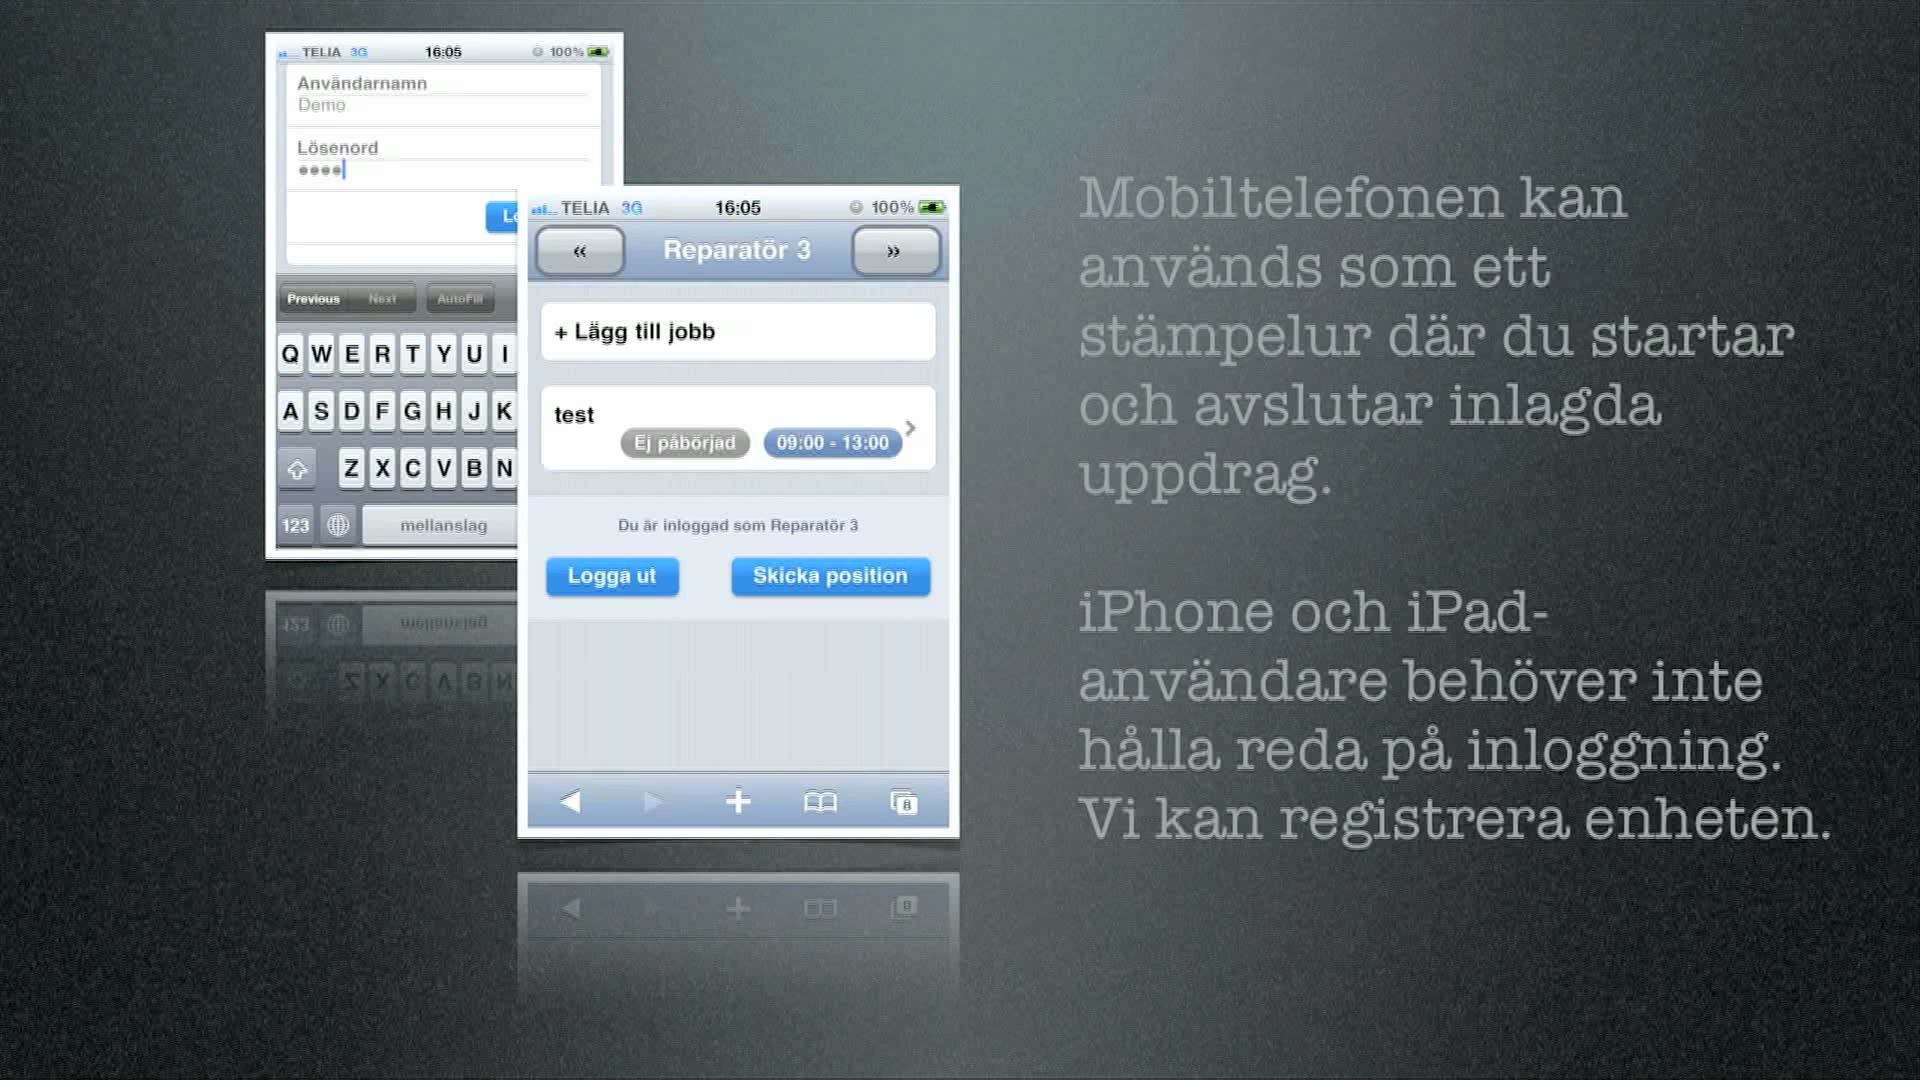 TELIA 3G 16:05 100%
Användarnamn
Demo
Lösenord
Previous Next AutoFill
Q W E R T Y U I
A S D F G H J K
Z X C V B N
123 mellanslag
TELIA 3G 16:05 100%
« Reparatör 3 »
+ Lägg till jobb
test
Ej påbörjad 09:00 - 13:00
Du är inloggad som Reparatör 3
Logga ut Skicka position
8
Mobiltelefonen kan
används som ett
stämpelur där du startar
och avslutar inlagda
uppdrag.
iPhone och iPad-
användare behöver inte
hålla reda på inloggning.
Vi kan registrera enheten.